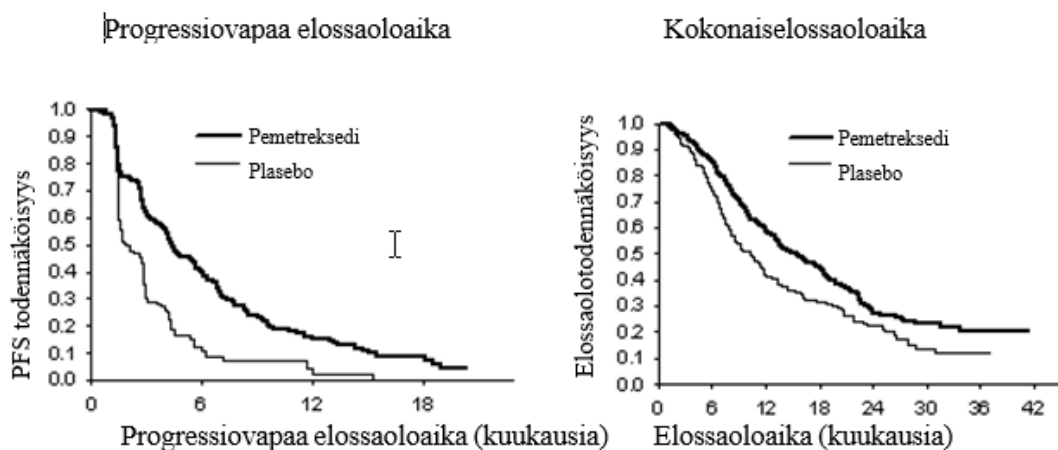 Progressiovapaa elossaoloaika
Kokonaiselossaoloaika
PFS todennäköisyys
1.0
0.9
0.8
0.7
0.6
0.5
0.4
0.3
0.2
0.1
0.0
Pemetreksedi
Plasebo
0 6 12 18
Progressiovapaa elossaoloaika (kuukausia)
Elossaolotodennäköisyys
1.0
0.9
0.8
0.7
0.6
0.5
0.4
0.3
0.2
0.1
0.0
Pemetreksedi
Plasebo
0 6 12 18 24 30 36 42
Elossaoloaika (kuukausia)